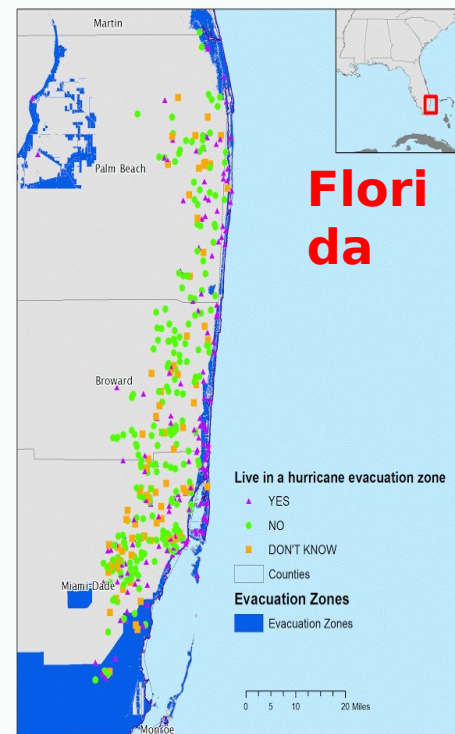 Martin
Flori
da
Palm Beach
Broward
Live in a hurricane evacuation zone
YES
NO
DON'T KNOW
Counties
Evacuation Zones
Evacuation Zones
Miami-Dade
0 5 10 20 Miles
Monroe